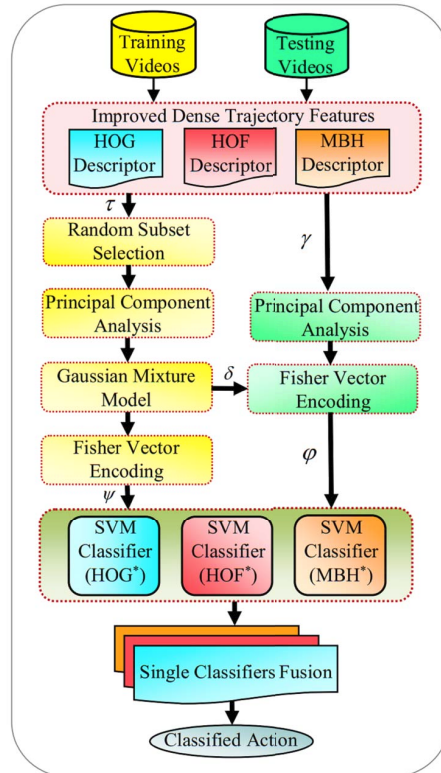 Training
Videos
Testing
Videos
Improved Dense Trajectory Features
HOG
Descriptor
HOF
Descriptor
MBH
Descriptor
τ
γ
Random Subset
Selection
Principal Component
Analysis
Principal Component
Analysis
Gaussian Mixture
Model
δ
Fisher Vector
Encoding
Fisher Vector
Encoding
ψ
φ
SVM
Classifier
(HOG*)
SVM
Classifier
(HOF*)
SVM
Classifier
(MBH*)
Single Classifiers Fusion
Classified Action